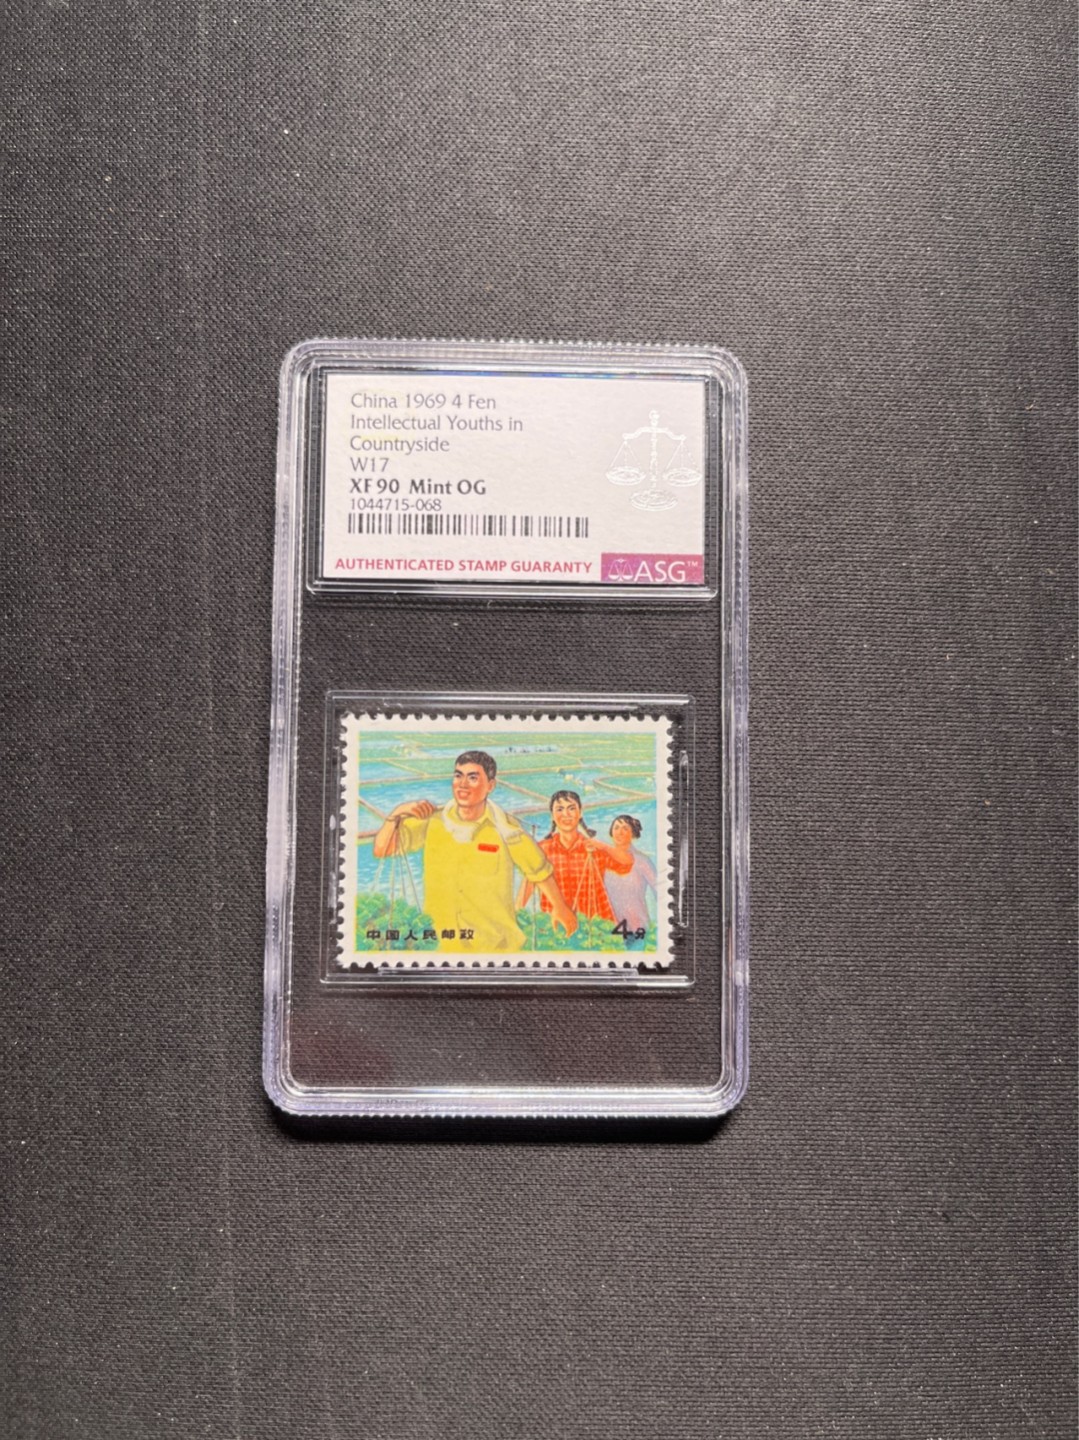 China 1969 4 Fen
Intellectual Youths in
Countryside
W17
XF 90 Mint OG
1044715-068
AUTHENTICATED STAMP GUARANTY
ASG™
中国人民邮政
4分